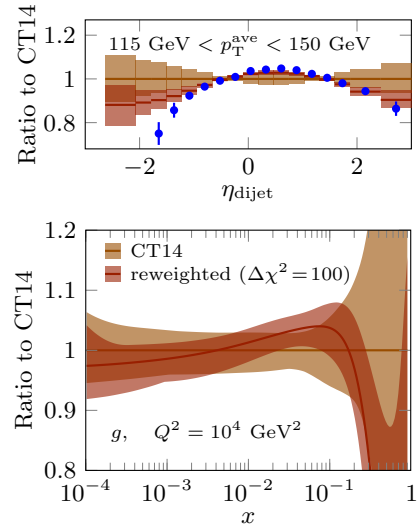 Ratio to CT14
1.2
1
0.8
115 GeV < p_T^ave < 150 GeV
−2 0 2
η_dijet
Ratio to CT14
1.2
1.1
1
0.9
0.8
CT14
reweighted (Δχ² = 100)
g, Q² = 10⁴ GeV²
10⁻⁴ 10⁻³ 10⁻² 10⁻¹ 1
x